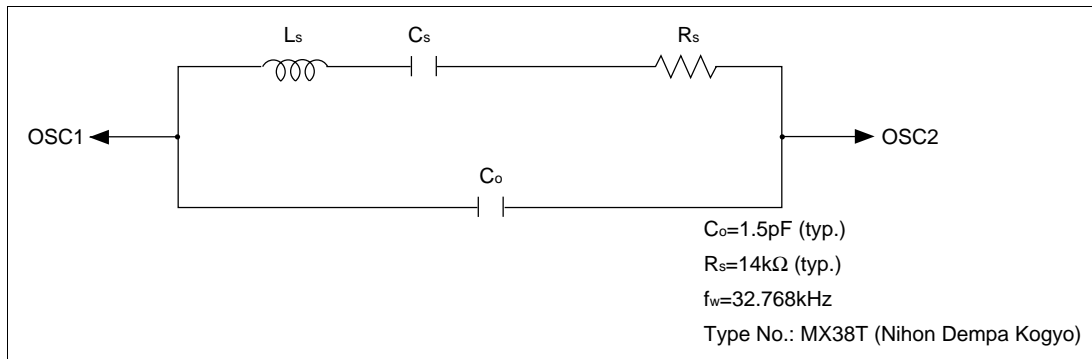 Ls
Cs
Rs
OSC1
OSC2
Co
Co=1.5pF (typ.)
Rs=14kΩ (typ.)
fw=32.768kHz
Type No.: MX38T (Nihon Dempa Kogyo)